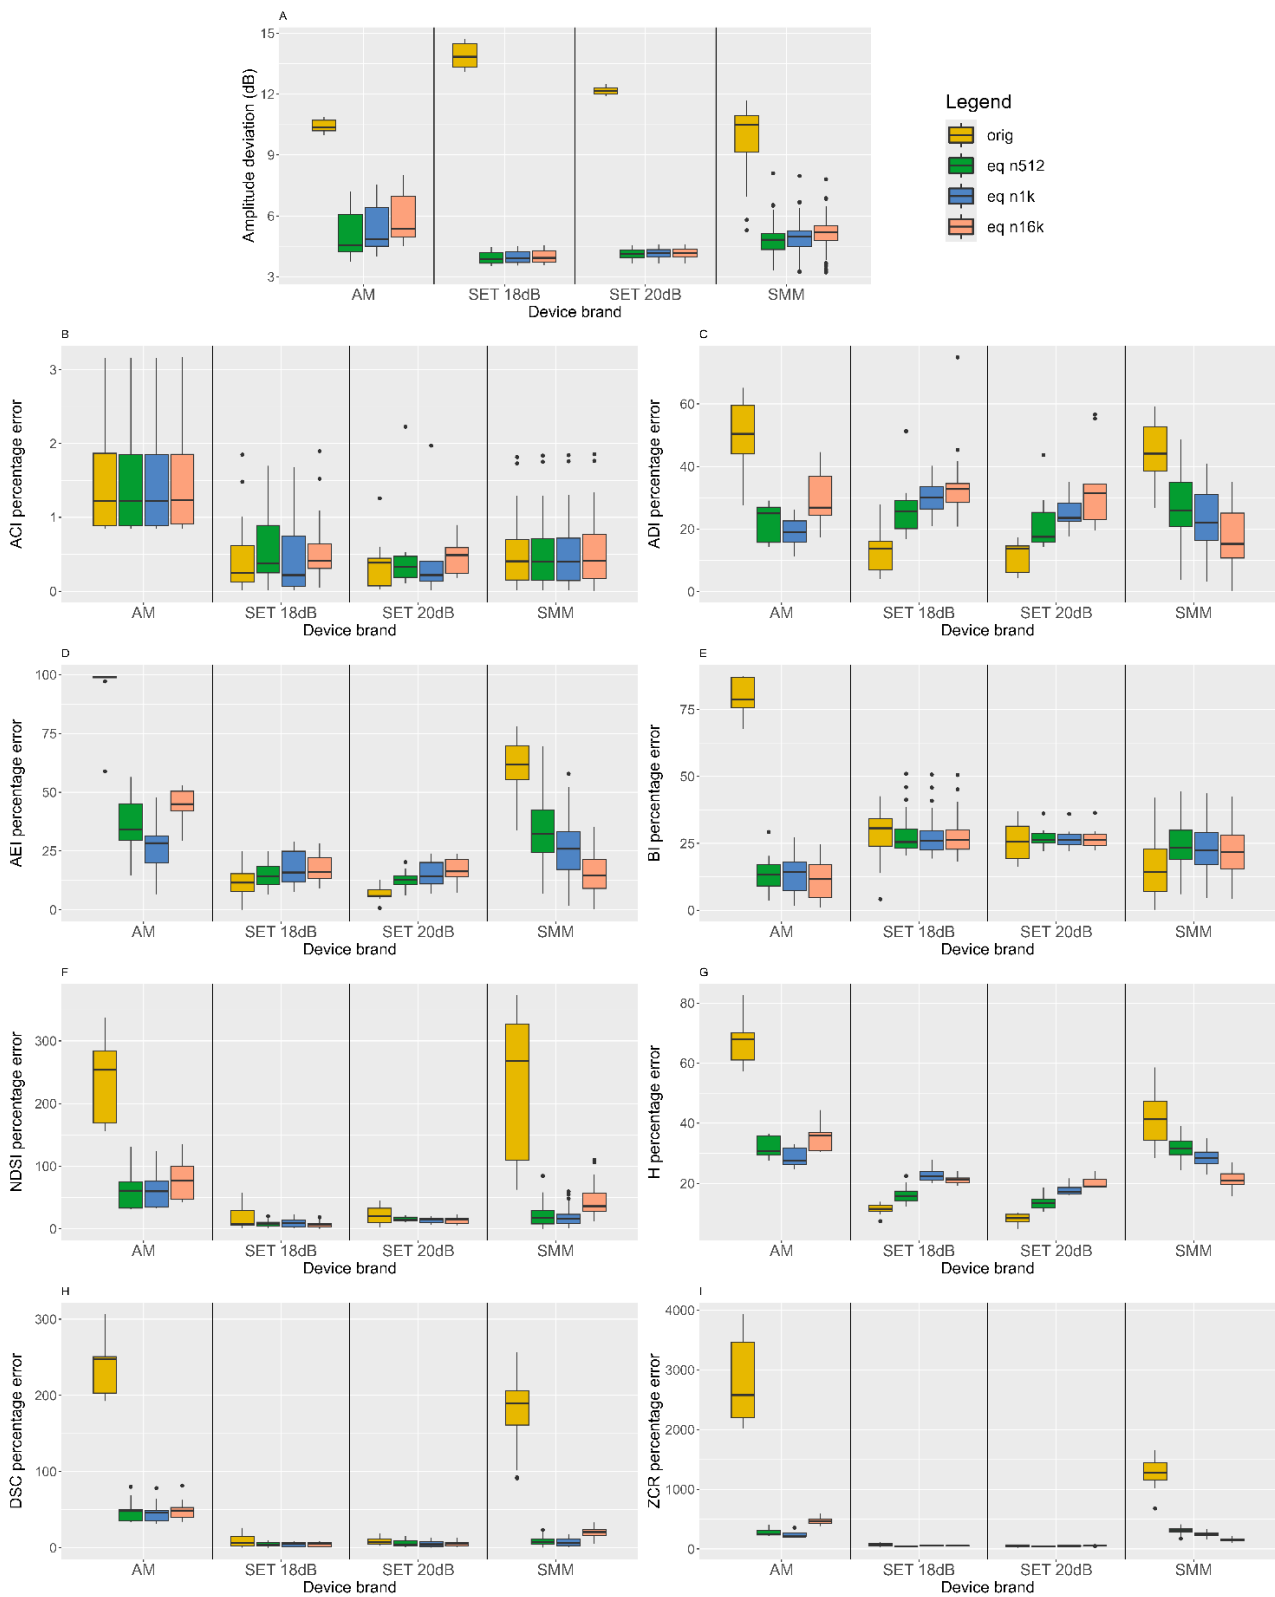 A
Amplitude deviation (dB)
15
12
9
6
3
AM SET 18dB SET 20dB SMM
Device brand
Legend
orig
eq n512
eq n1k
eq n16k
B
ACI percentage error
3
2
1
0
AM SET 18dB SET 20dB SMM
Device brand
C
ADI percentage error
60
40
20
0
AM SET 18dB SET 20dB SMM
Device brand
D
AEI percentage error
100
75
50
25
0
AM SET 18dB SET 20dB SMM
Device brand
E
BI percentage error
75
50
25
0
AM SET 18dB SET 20dB SMM
Device brand
F
NDSI percentage error
300
200
100
0
AM SET 18dB SET 20dB SMM
Device brand
G
H percentage error
80
60
40
20
AM SET 18dB SET 20dB SMM
Device brand
H
DSC percentage error
300
200
100
0
AM SET 18dB SET 20dB SMM
Device brand
I
ZCR percentage error
4000
3000
2000
1000
0
AM SET 18dB SET 20dB SMM
Device brand